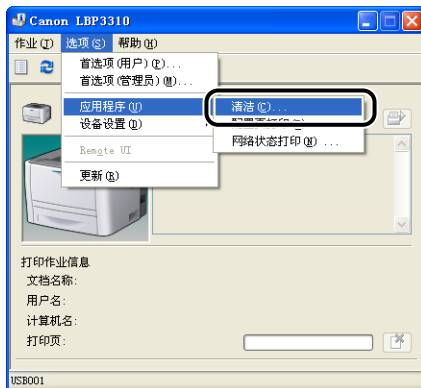 Canon LBP3310
作业(J) 选项(S) 帮助(H)
首选项(用户)(P)...
首选项(管理员)(M)...
应用程序(U)
清洁(C)...
设备设置(D)
网络状态打印(N) ...
Remote UI
更新(R)
打印作业信息
文档名称:
用户名:
计算机名:
打印页:
USB001